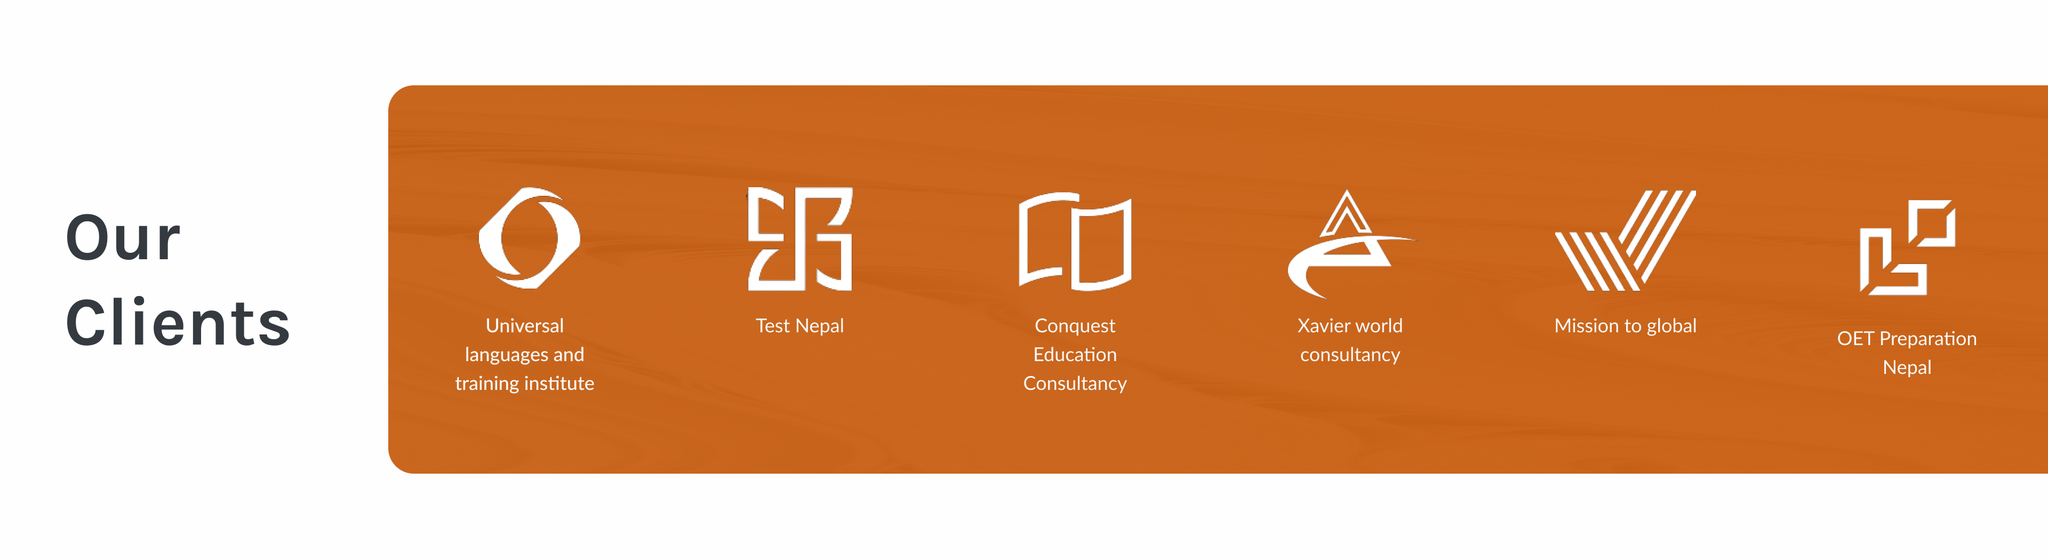 Our
Clients
Universal
languages and
training institute
Test Nepal
Conquest
Education
Consultancy
Xavier world
consultancy
Mission to global
OET Preparation
Nepal